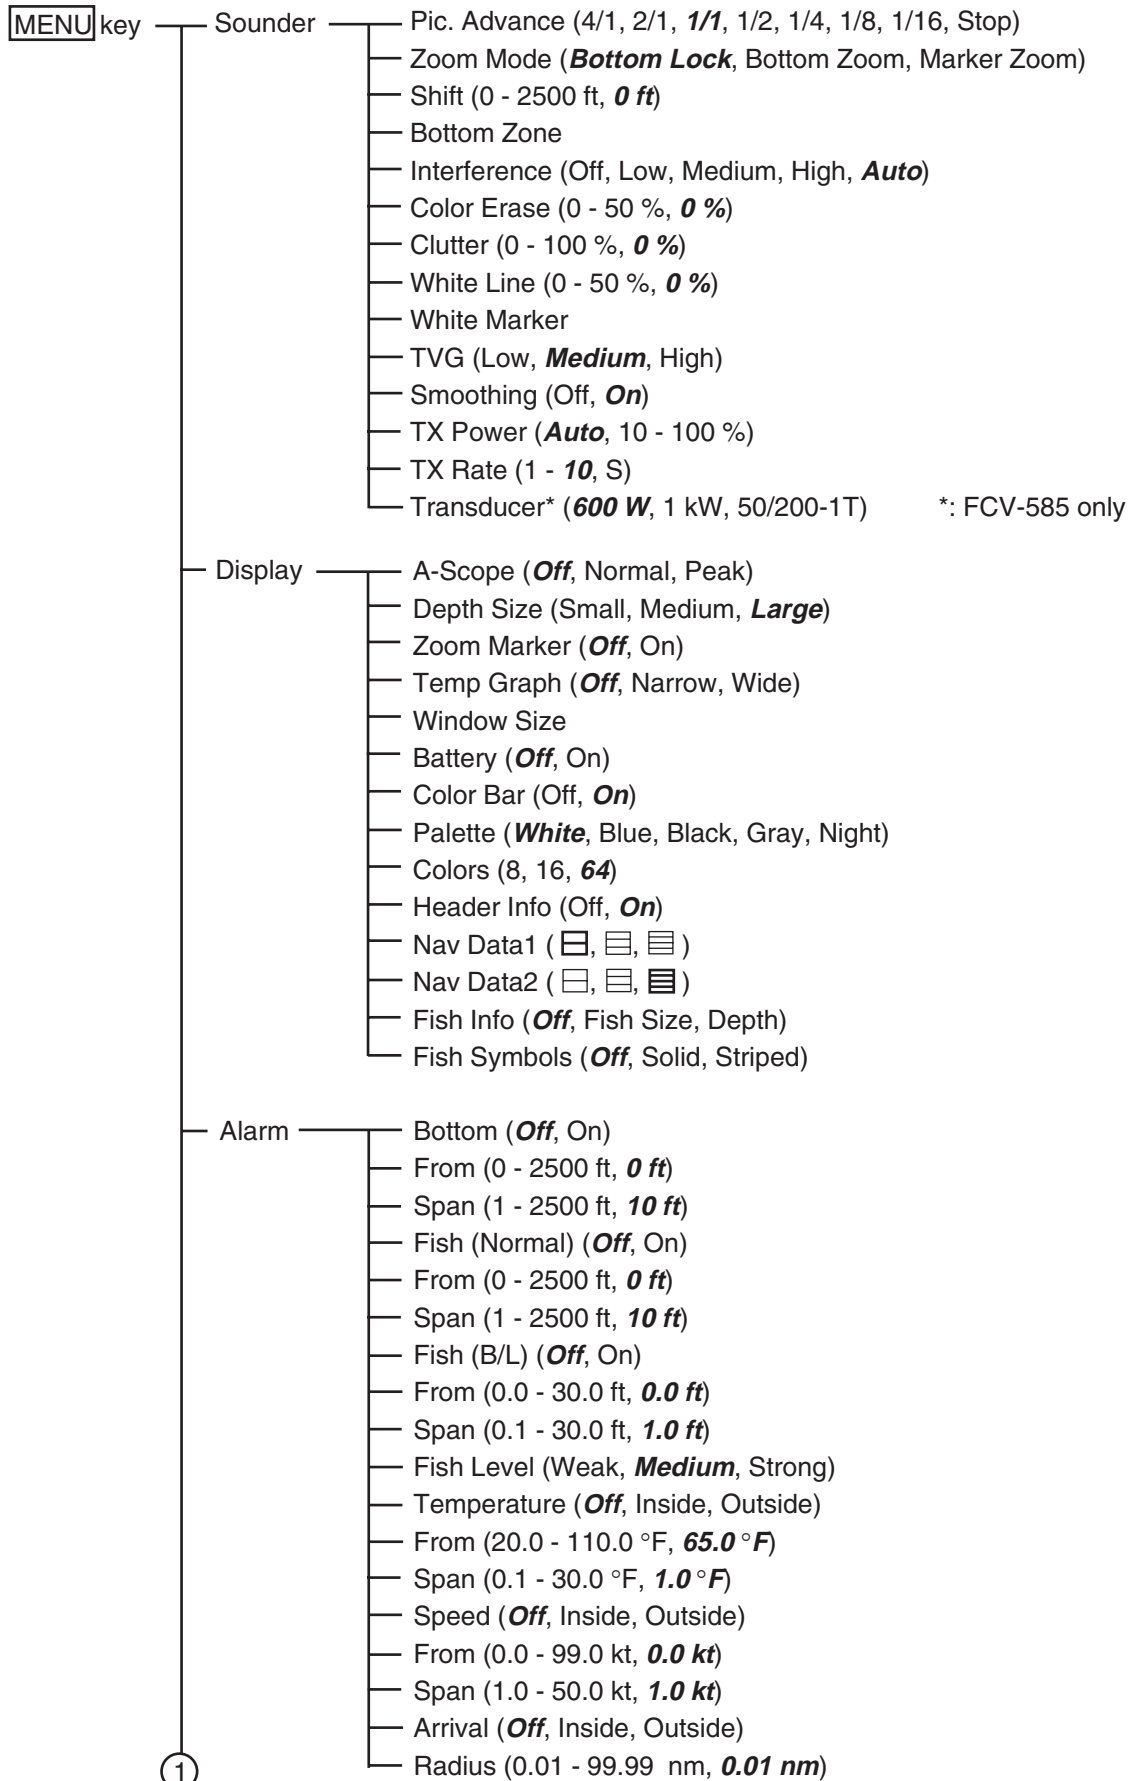 MENU key Sounder Pic. Advance (4/1, 2/1, 1/1, 1/2, 1/4, 1/8, 1/16, Stop)
Zoom Mode (Bottom Lock, Bottom Zoom, Marker Zoom)
Shift (0 - 2500 ft, 0 ft)
Bottom Zone
Interference (Off, Low, Medium, High, Auto)
Color Erase (0 - 50 %, 0 %)
Clutter (0 - 100 %, 0 %)
White Line (0 - 50 %, 0 %)
White Marker
TVG (Low, Medium, High)
Smoothing (Off, On)
TX Power (Auto, 10 - 100 %)
TX Rate (1 - 10, S)
Transducer* (600 W, 1 kW, 50/200-1T) *: FCV-585 only
Display A-Scope (Off, Normal, Peak)
Depth Size (Small, Medium, Large)
Zoom Marker (Off, On)
Temp Graph (Off, Narrow, Wide)
Window Size
Battery (Off, On)
Color Bar (Off, On)
Palette (White, Blue, Black, Gray, Night)
Colors (8, 16, 64)
Header Info (Off, On)
Nav Data1 ( , , )
Nav Data2 ( , , )
Fish Info (Off, Fish Size, Depth)
Fish Symbols (Off, Solid, Striped)
Alarm Bottom (Off, On)
From (0 - 2500 ft, 0 ft)
Span (1 - 2500 ft, 10 ft)
Fish (Normal) (Off, On)
From (0 - 2500 ft, 0 ft)
Span (1 - 2500 ft, 10 ft)
Fish (B/L) (Off, On)
From (0.0 - 30.0 ft, 0.0 ft)
Span (0.1 - 30.0 ft, 1.0 ft)
Fish Level (Weak, Medium, Strong)
Temperature (Off, Inside, Outside)
From (20.0 - 110.0 °F, 65.0 °F)
Span (0.1 - 30.0 °F, 1.0 °F)
Speed (Off, Inside, Outside)
From (0.0 - 99.0 kt, 0.0 kt)
Span (1.0 - 50.0 kt, 1.0 kt)
Arrival (Off, Inside, Outside)
1 Radius (0.01 - 99.99 nm, 0.01 nm)